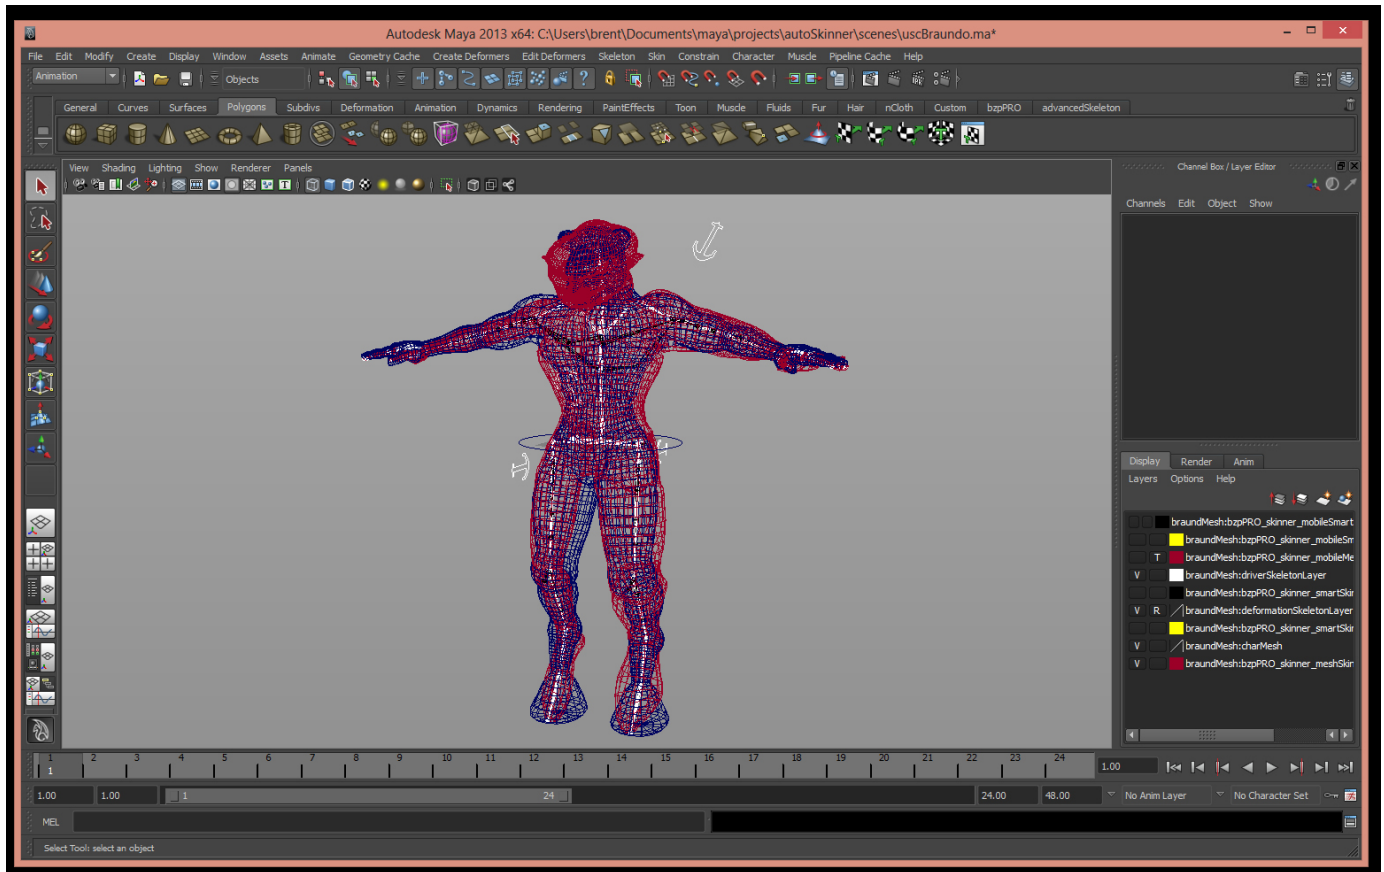 Autodesk Maya 2013 x64: C:\Users\brent\Documents\maya\projects\autoSkinner\scenes\uscBraundo.ma*
File Edit Modify Create Display Window Assets Animate Geometry Cache Create Deformers Edit Deformers Skeleton Skin Constrain Character Muscle Pipeline Cache Help
Animation Objects
General Curves Surfaces Polygons Subdivs Deformation Animation Dynamics Rendering PaintEffects Toon Muscle Fluids Fur Hair nCloth Custom bzpPRO advancedSkeleton
View Shading Lighting Show Renderer Panels
Channel Box / Layer Editor
Channels Edit Object Show
Display Render Anim
Layers Options Help
braundMesh:bzpPRO_skinner_mobileSmart
braundMesh:bzpPRO_skinner_mobileSm
T braundMesh:bzpPRO_skinner_mobileMe
V braundMesh:driverSkeletonLayer
braundMesh:bzpPRO_skinner_smartSkin
V R braundMesh:deformationSkeletonLayer
braundMesh:bzpPRO_skinner_smartSkin
V braundMesh:charMesh
V braundMesh:bzpPRO_skinner_meshSkin
1 2 3 4 5 6 7 8 9 10 11 12 13 14 15 16 17 18 19 20 21 22 23 24
1 1.00
1.00 1.00 1 24 24.00 48.00 No Anim Layer No Character Set
MEL
Select Tool: select an object